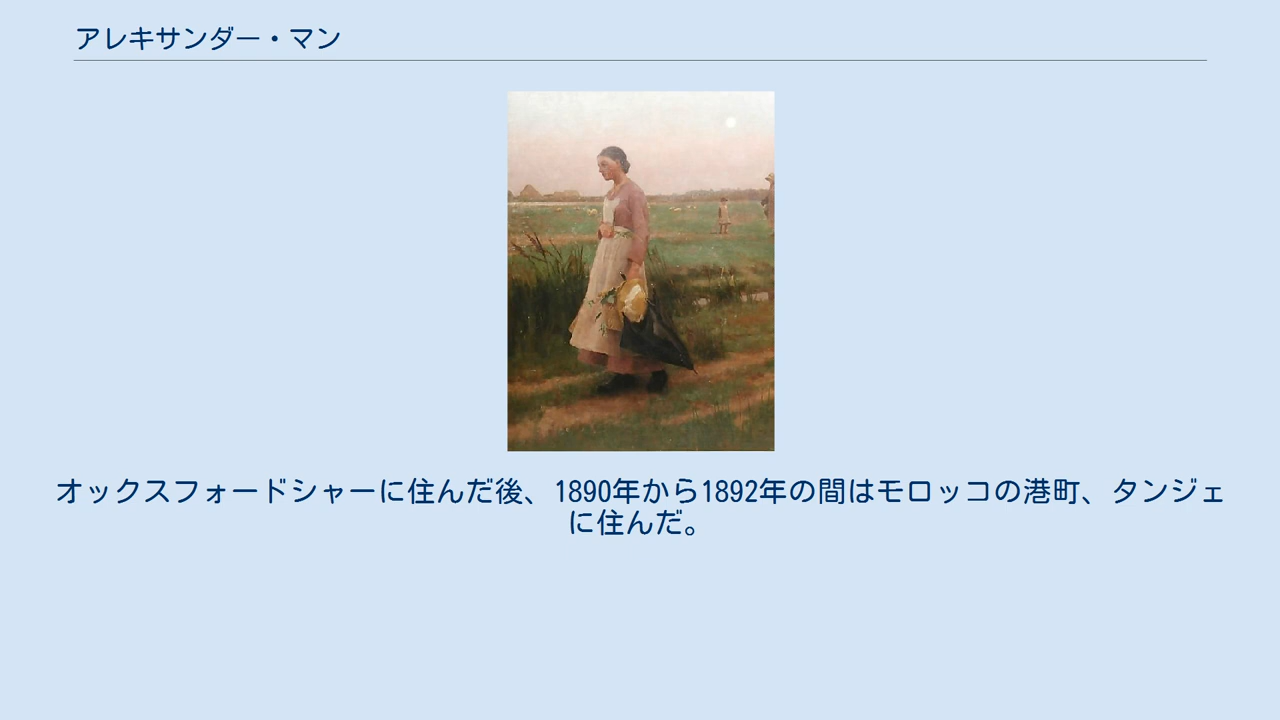 アレキサンダー・マン
オックスフォードシャーに住んだ後、1890年から1892年の間はモロッコの港町、タンジェ
に住んだ。